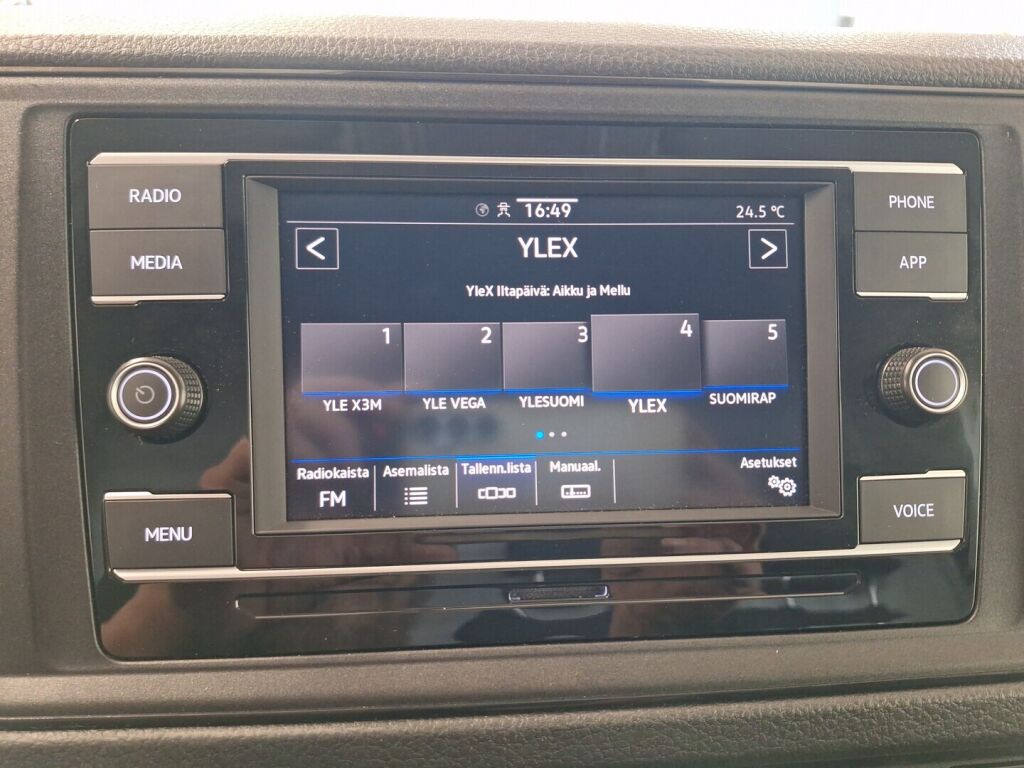 RADIO
MEDIA
MENU
PHONE
APP
VOICE
16:49
24.5 °C
<
YLEX
>
YleX Iltapäivä: Aikku ja Mellu
1 2 3 4 5
YLE X3M YLE VEGA YLESUOMI YLEX SUOMIRAP
Radiokaista Asemalista Tallenn.lista Manuaal. Asetukset
FM